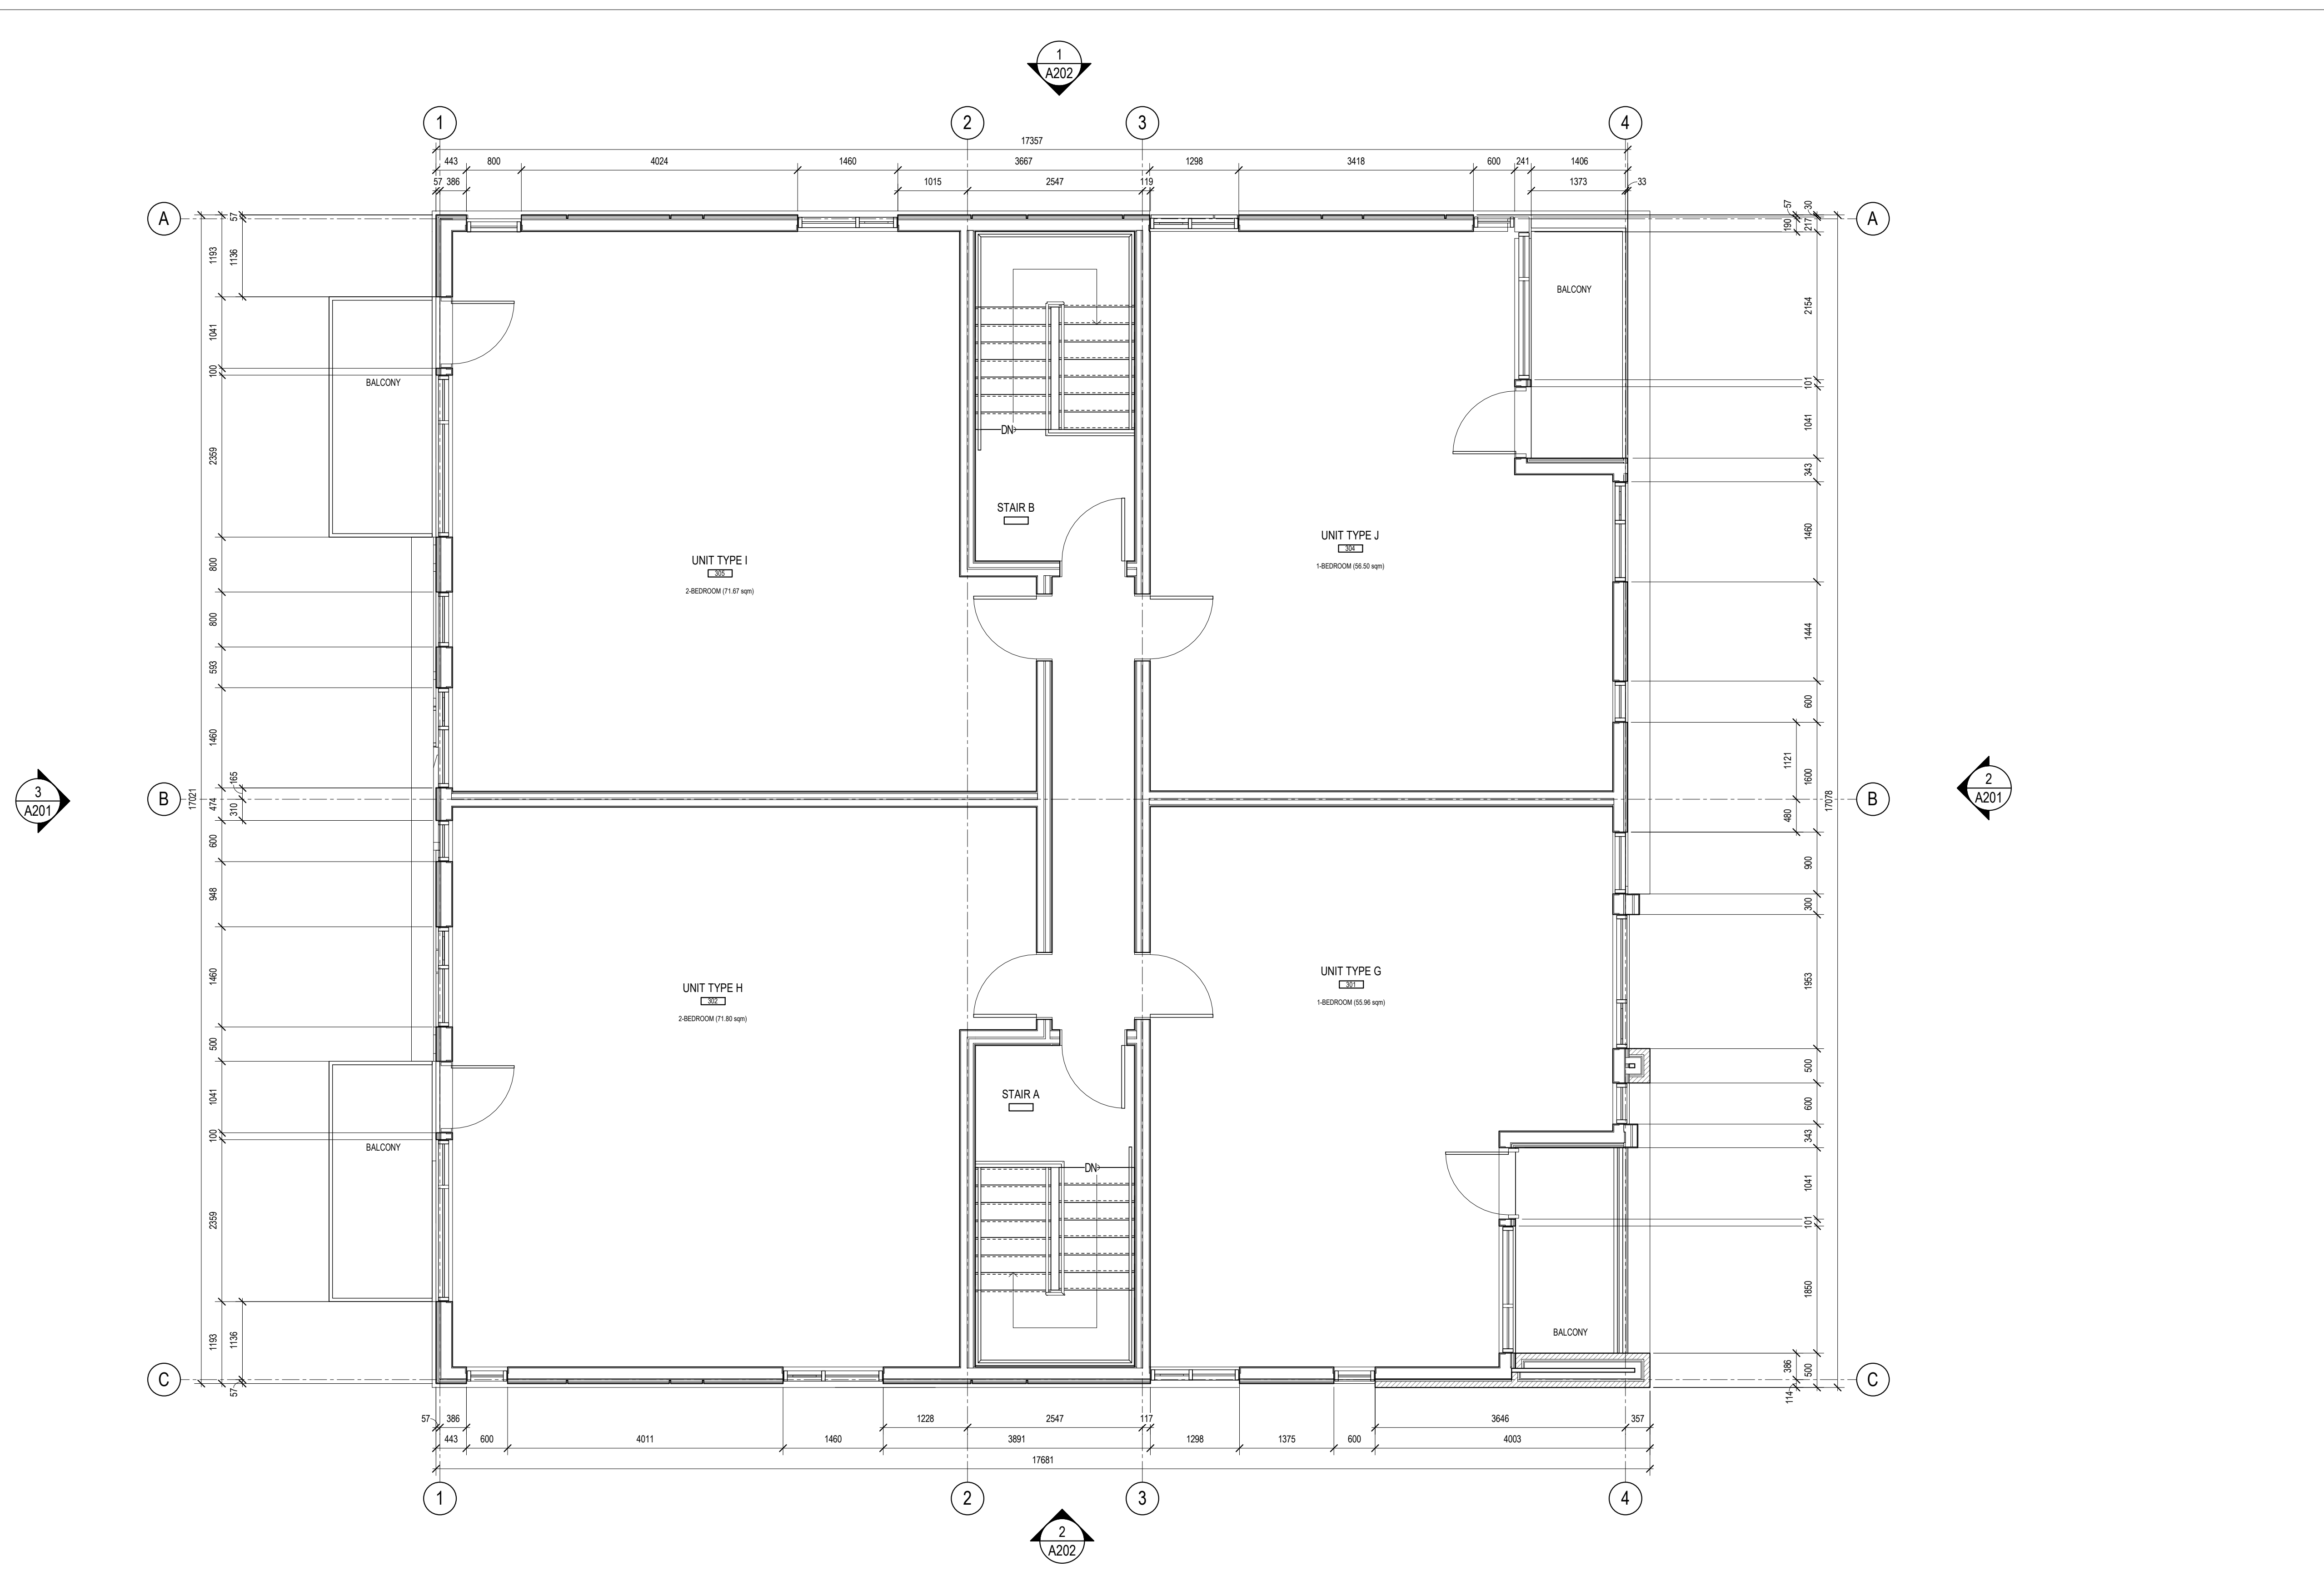 1
A202
1 2 3 4
17357
443 800 4024 1460 3667 1298 3418 600 241 1406
57 386 1015 2547 119 1373 33
A A
57
1193
1136
1041
100
2359
800
800
593
1460
165
474
310
17021
600
948
1460
500
1041
100
2359
1193
1136
57
57
30
190
217
2154
101
1041
343
1460
1444
600
1121
1600
480
17078
900
300
1953
500
600
343
1041
101
1850
386
500
114
BALCONY
BALCONY
DN
STAIR B
UNIT TYPE J
304
1-BEDROOM (56.50 sqm)
UNIT TYPE I
305
2-BEDROOM (71.67 sqm)
3
A201
B B
2
A201
UNIT TYPE G
301
1-BEDROOM (55.96 sqm)
UNIT TYPE H
302
2-BEDROOM (71.80 sqm)
STAIR A
BALCONY
DN
BALCONY
C C
57 386 1228 2547 117 3646 357
443 600 4011 1460 3891 1298 1375 600 4003
17681
1 2 3 4
2
A202